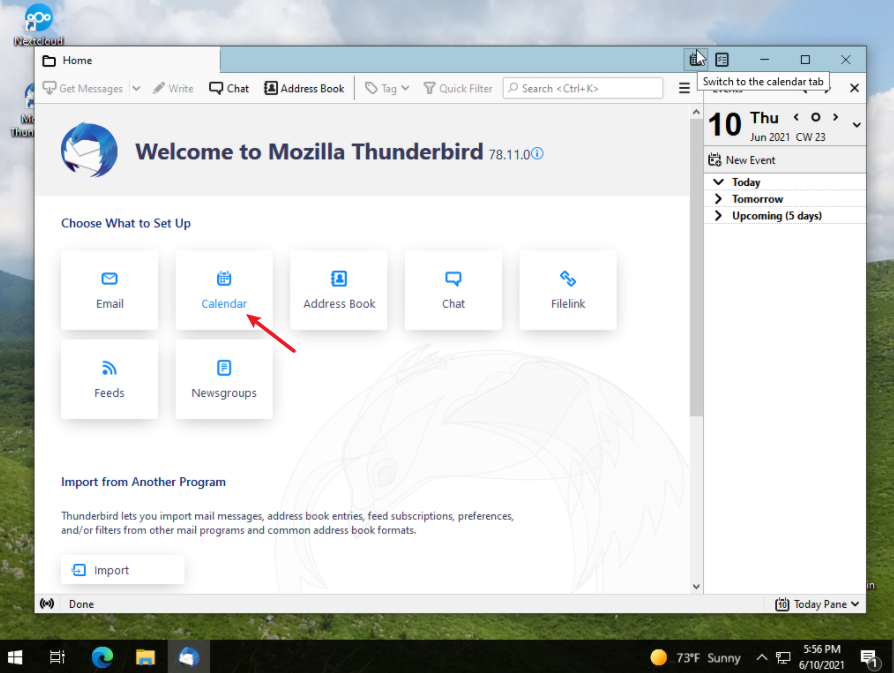 Nextcloud
Home
Switch to the calendar tab
Get Messages
Write
Chat
Address Book
Tag
Quick Filter
Search <Ctrl+K>
10
Thu
Jun 2021 CW 23
New Event
Today
Tomorrow
Upcoming (5 days)
Welcome to Mozilla Thunderbird 78.11.0
Choose What to Set Up
Email
Calendar
Address Book
Chat
Filelink
Feeds
Newsgroups
Import from Another Program
Thunderbird lets you import mail messages, address book entries, feed subscriptions, preferences,
and/or filters from other mail programs and common address book formats.
Import
Done
10
Today Pane
73°F Sunny
5:56 PM
6/10/2021
1